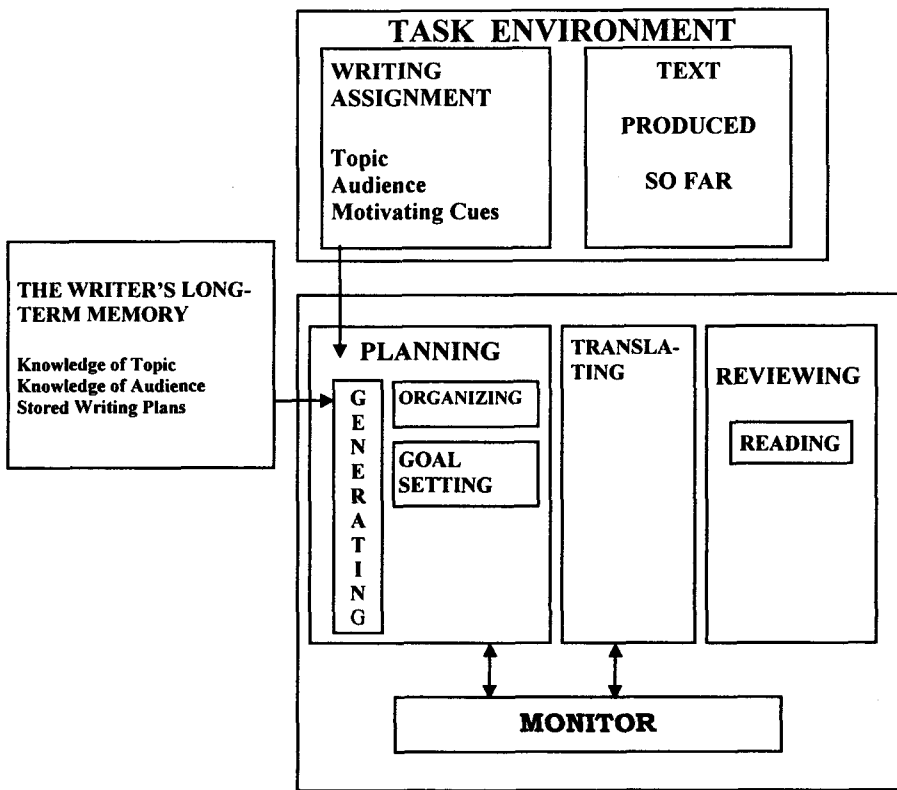 TASK ENVIRONMENT
WRITING
ASSIGNMENT
Topic
Audience
Motivating Cues
TEXT
PRODUCED
SO FAR
THE WRITER'S LONG-
TERM MEMORY
Knowledge of Topic
Knowledge of Audience
Stored Writing Plans
PLANNING
GENERATING
ORGANIZING
GOAL
SETTING
TRANSLA-
TING
REVIEWING
READING
MONITOR